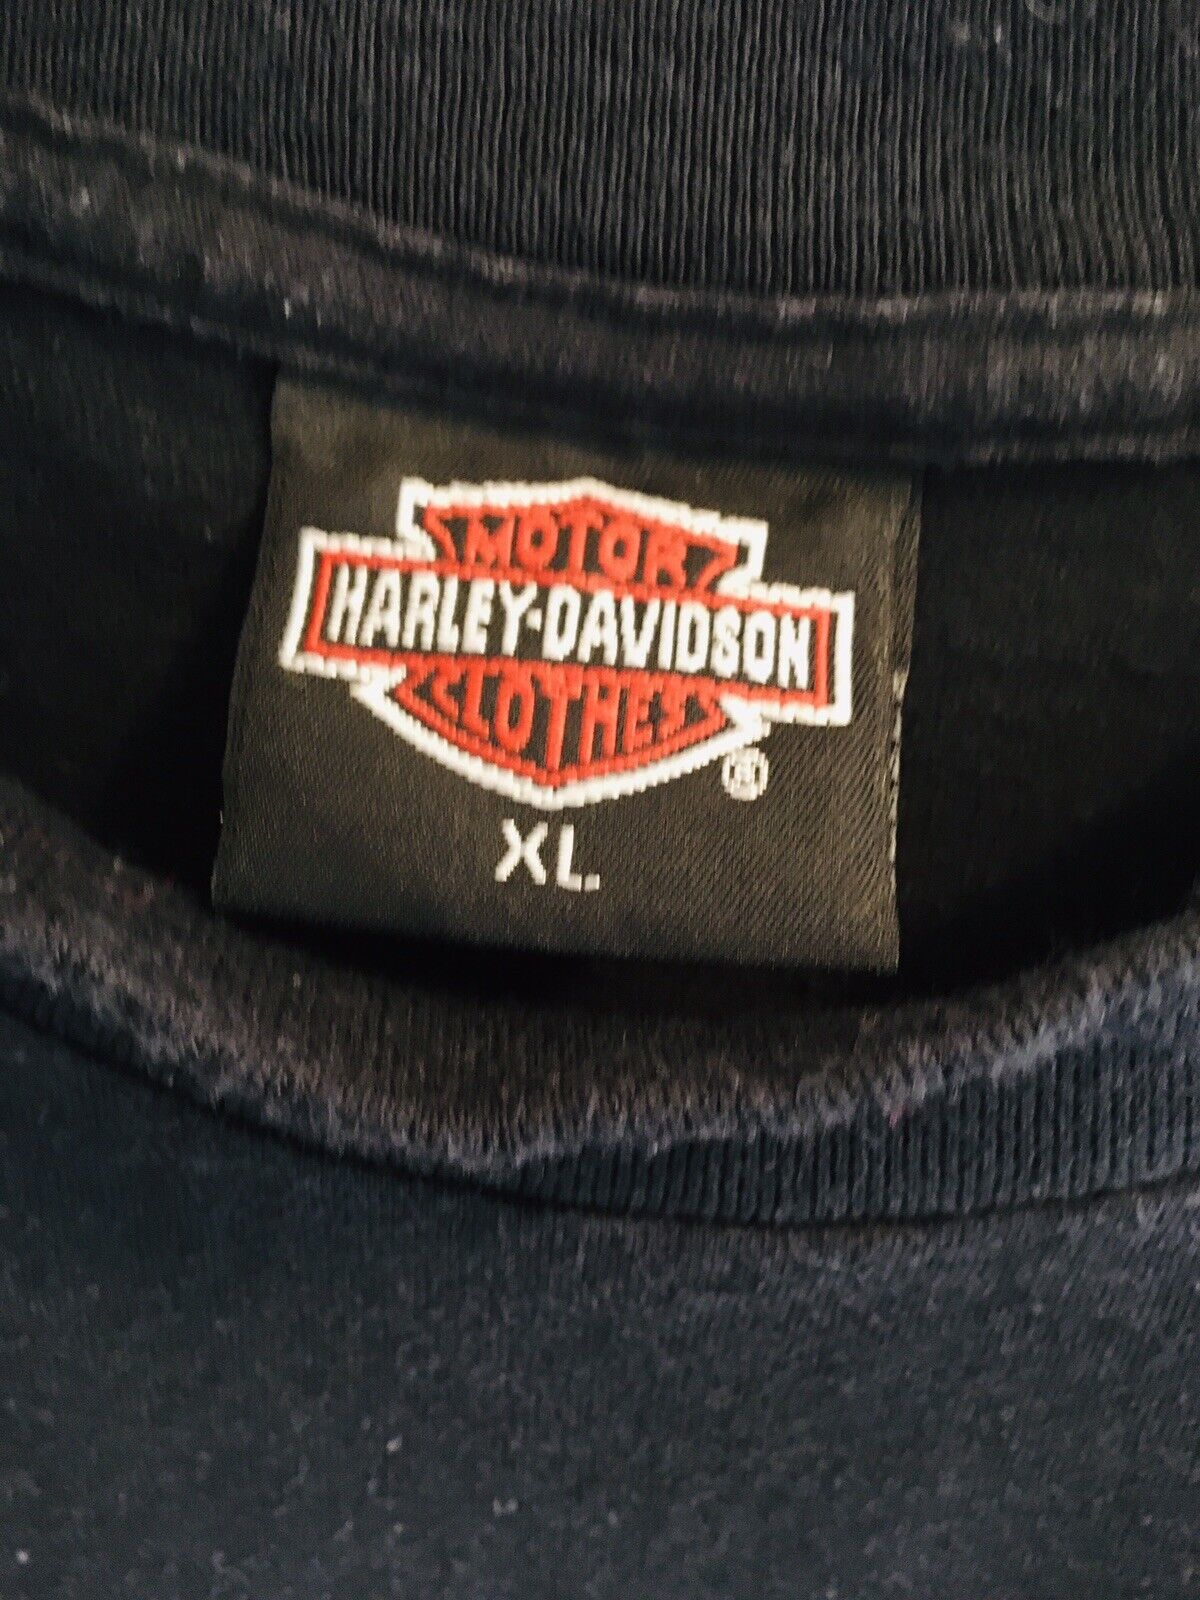 MOTOR
HARLEY-DAVIDSON
CLOTHES
®
XL